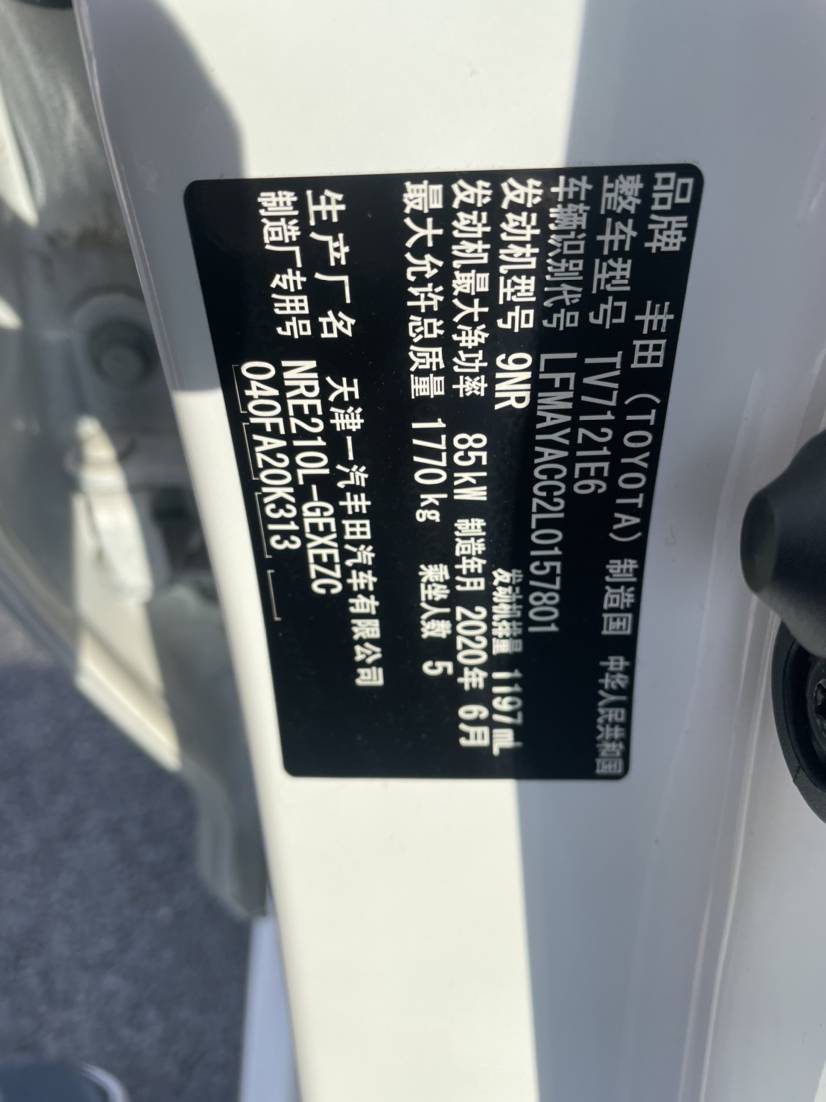 品牌 丰田（TOYOTA）制造国 中华人民共和国
整车型号 TV7121E6
车辆识别代号 LFMAYACC2L0157801
发动机型号 9NR 发动机排量 1197mL
发动机最大净功率 85kW 制造年月 2020年6月
最大允许总质量 1770kg 乘坐人数 5
生产厂名 天津一汽丰田汽车有限公司
制造厂专用号 NRE210L-GEXEZC
040FA20K313